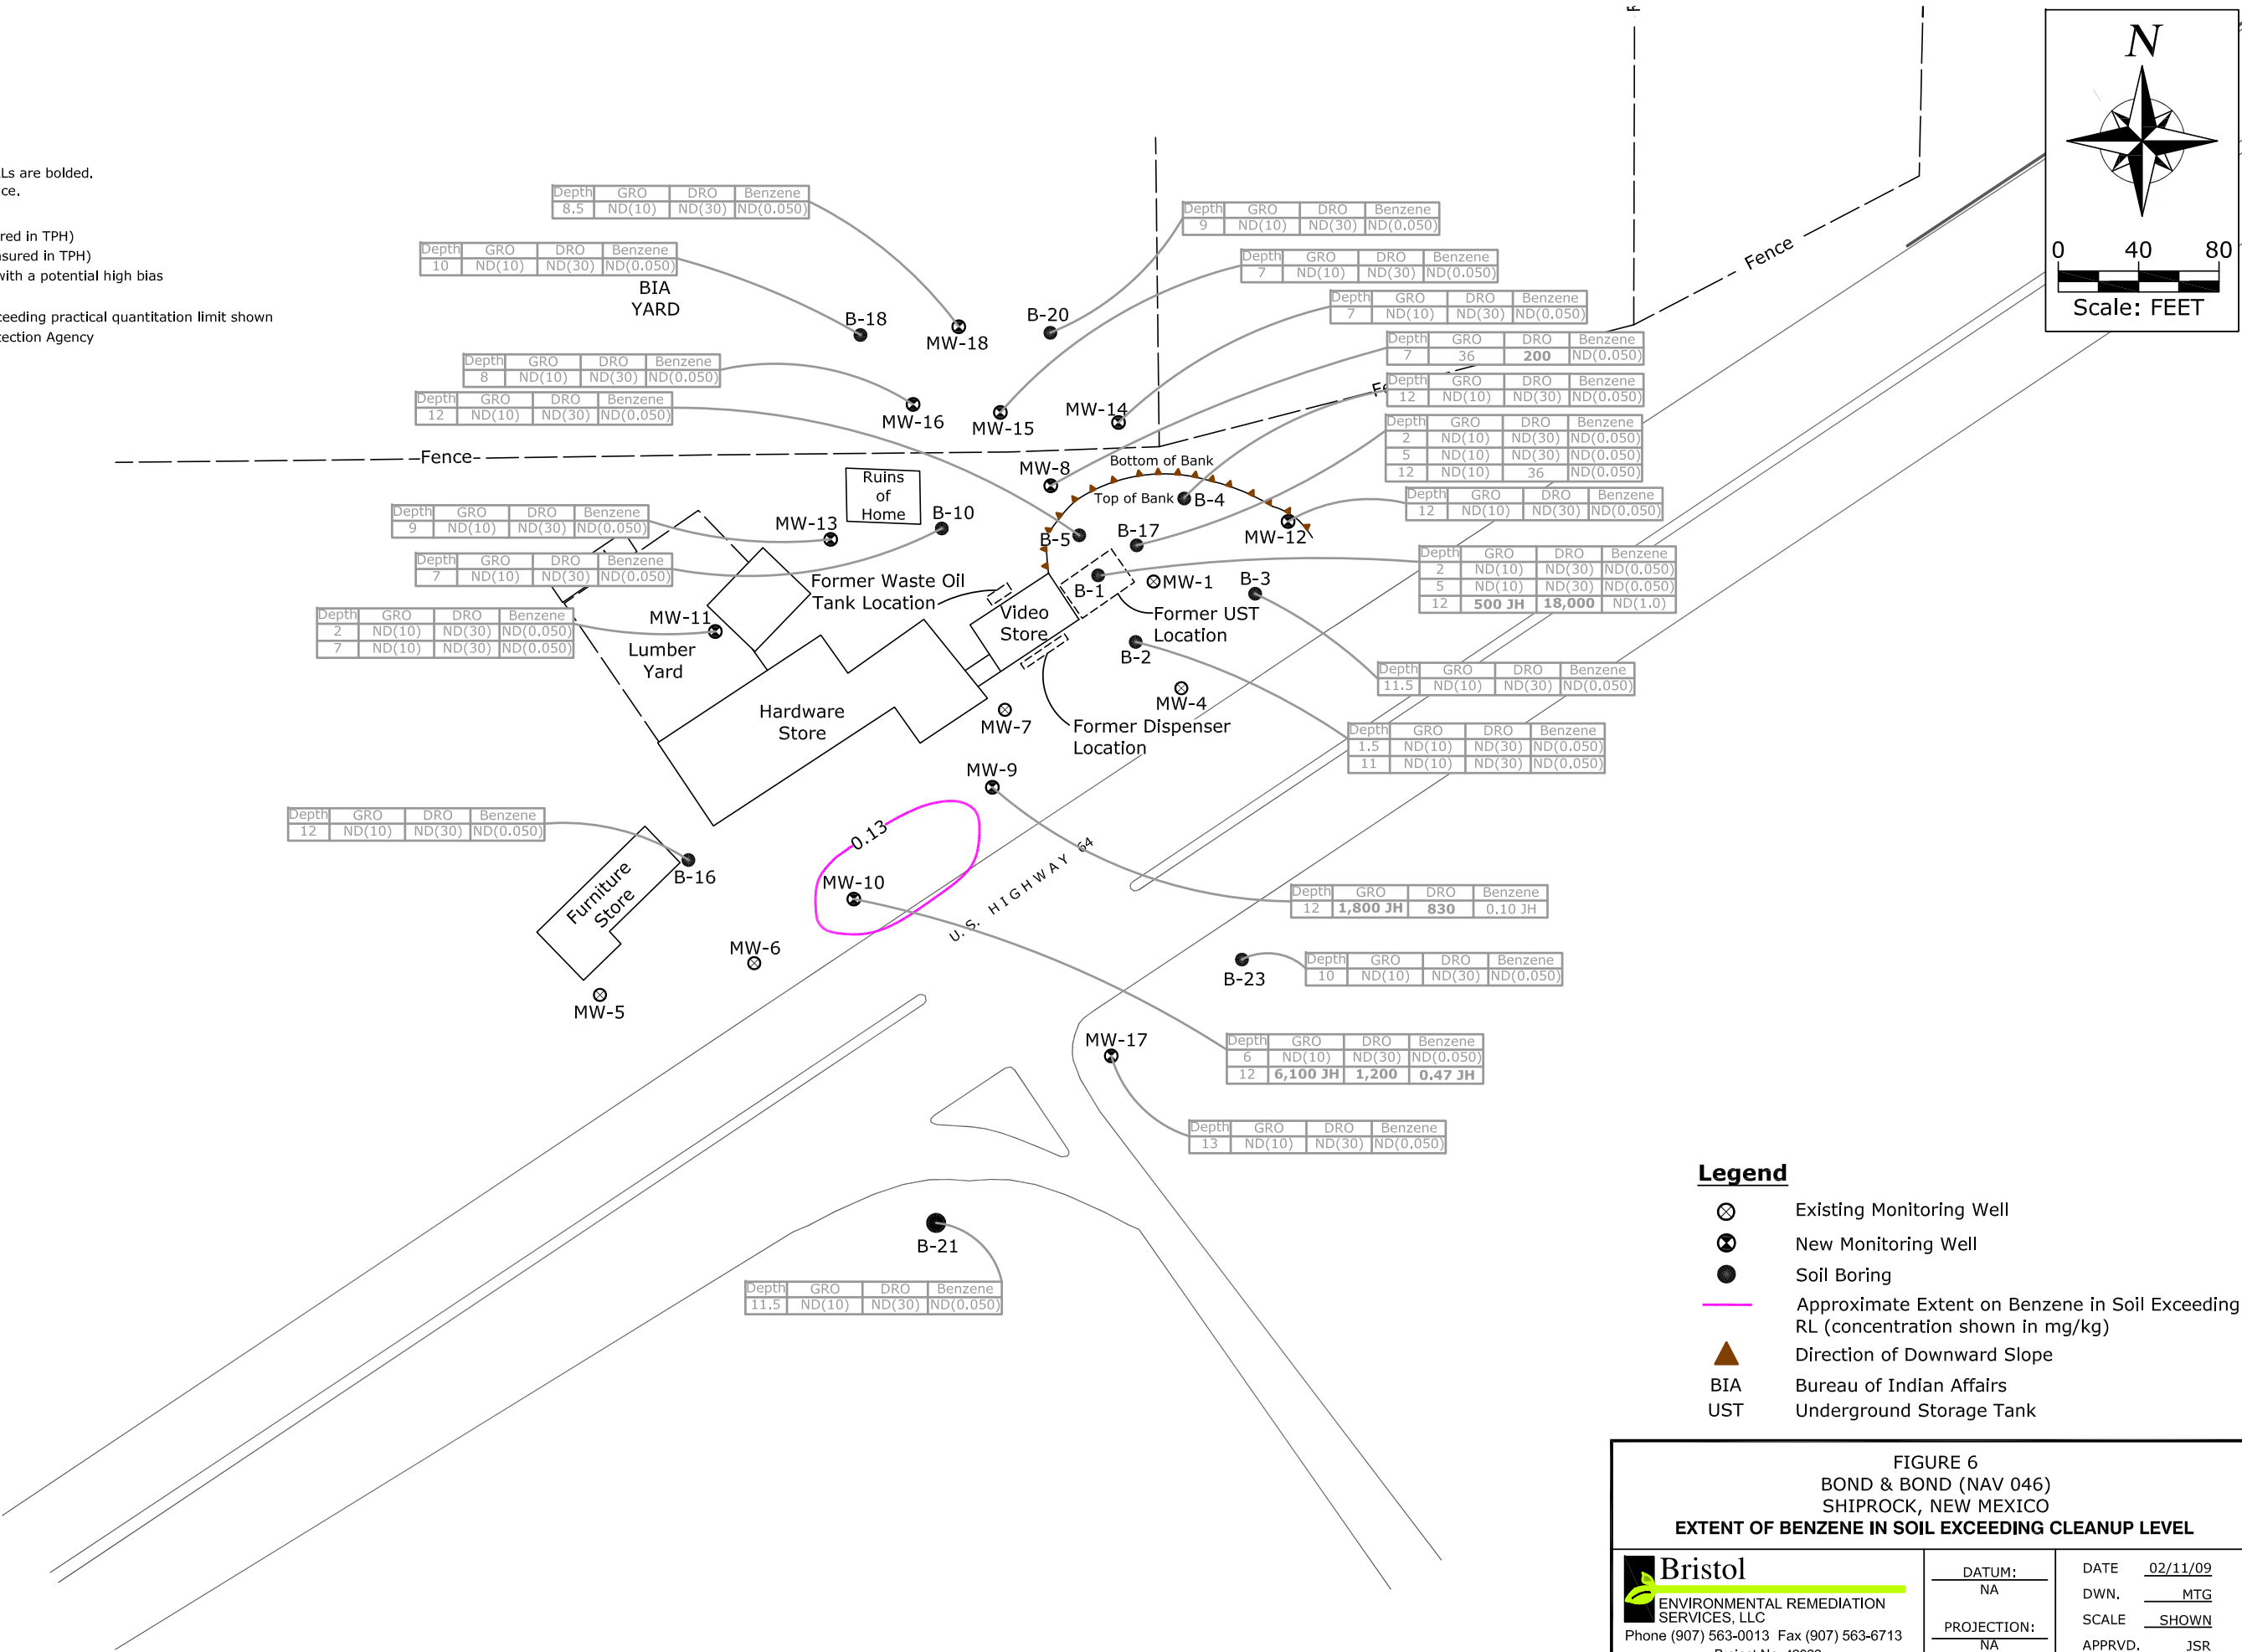 Ls are bolded.
ce.
red in TPH)
sured in TPH)
with a potential high bias
ceeding practical quantitation limit shown
tection Agency
N
0 40 80
Scale: FEET
Depth GRO DRO Benzene
8.5 ND(10) ND(30) ND(0.050)
Depth GRO DRO Benzene
9 ND(10) ND(30) ND(0.050)
Depth GRO DRO Benzene
10 ND(10) ND(30) ND(0.050)
Depth GRO DRO Benzene
7 ND(10) ND(30) ND(0.050)
BIA
YARD
Depth GRO DRO Benzene
7 ND(10) ND(30) ND(0.050)
Fence
B-18
MW-18
B-20
Depth GRO DRO Benzene
7 36 200 ND(0.050)
Depth GRO DRO Benzene
8 ND(10) ND(30) ND(0.050)
Depth GRO DRO Benzene
12 ND(10) ND(30) ND(0.050)
Depth GRO DRO Benzene
12 ND(10) ND(30) ND(0.050)
MW-16
MW-15
MW-14
Depth GRO DRO Benzene
2 ND(10) ND(30) ND(0.050)
5 ND(10) ND(30) ND(0.050)
12 ND(10) 36 ND(0.050)
Fence
MW-8
Bottom of Bank
Top of Bank
B-4
Ruins
of
Home
Depth GRO DRO Benzene
12 ND(10) ND(30) ND(0.050)
Depth GRO DRO Benzene
9 ND(10) ND(30) ND(0.050)
MW-13
B-10
B-5
B-17
MW-12
Depth GRO DRO Benzene
7 ND(10) ND(30) ND(0.050)
Depth GRO DRO Benzene
2 ND(10) ND(30) ND(0.050)
5 ND(10) ND(30) ND(0.050)
12 500 JH 18,000 ND(1.0)
Former Waste Oil
Tank Location
B-1
MW-1
B-3
Former UST
Location
Video
Store
Depth GRO DRO Benzene
2 ND(10) ND(30) ND(0.050)
7 ND(10) ND(30) ND(0.050)
MW-11
Lumber
Yard
B-2
Depth GRO DRO Benzene
11.5 ND(10) ND(30) ND(0.050)
Hardware
Store
MW-7
MW-4
Former Dispenser
Location
Depth GRO DRO Benzene
1.5 ND(10) ND(30) ND(0.050)
11 ND(10) ND(30) ND(0.050)
MW-9
Depth GRO DRO Benzene
12 ND(10) ND(30) ND(0.050)
0.13
B-16
MW-10
Furniture
Store
U.S. HIGHWAY 64
Depth GRO DRO Benzene
12 1,800 JH 830 0.10 JH
MW-6
MW-5
B-23
Depth GRO DRO Benzene
10 ND(10) ND(30) ND(0.050)
MW-17
Depth GRO DRO Benzene
6 ND(10) ND(30) ND(0.050)
12 6,100 JH 1,200 0.47 JH
Depth GRO DRO Benzene
13 ND(10) ND(30) ND(0.050)
B-21
Depth GRO DRO Benzene
11.5 ND(10) ND(30) ND(0.050)
Legend
Existing Monitoring Well
New Monitoring Well
Soil Boring
Approximate Extent on Benzene in Soil Exceeding
RL (concentration shown in mg/kg)
Direction of Downward Slope
BIA Bureau of Indian Affairs
UST Underground Storage Tank
FIGURE 6
BOND & BOND (NAV 046)
SHIPROCK, NEW MEXICO
EXTENT OF BENZENE IN SOIL EXCEEDING CLEANUP LEVEL
Bristol
ENVIRONMENTAL REMEDIATION
SERVICES, LLC
Phone (907) 563-0013 Fax (907) 563-6713
DATUM:
NA
PROJECTION:
NA
DATE 02/11/09
DWN. MTG
SCALE SHOWN
APPRVD. JSR